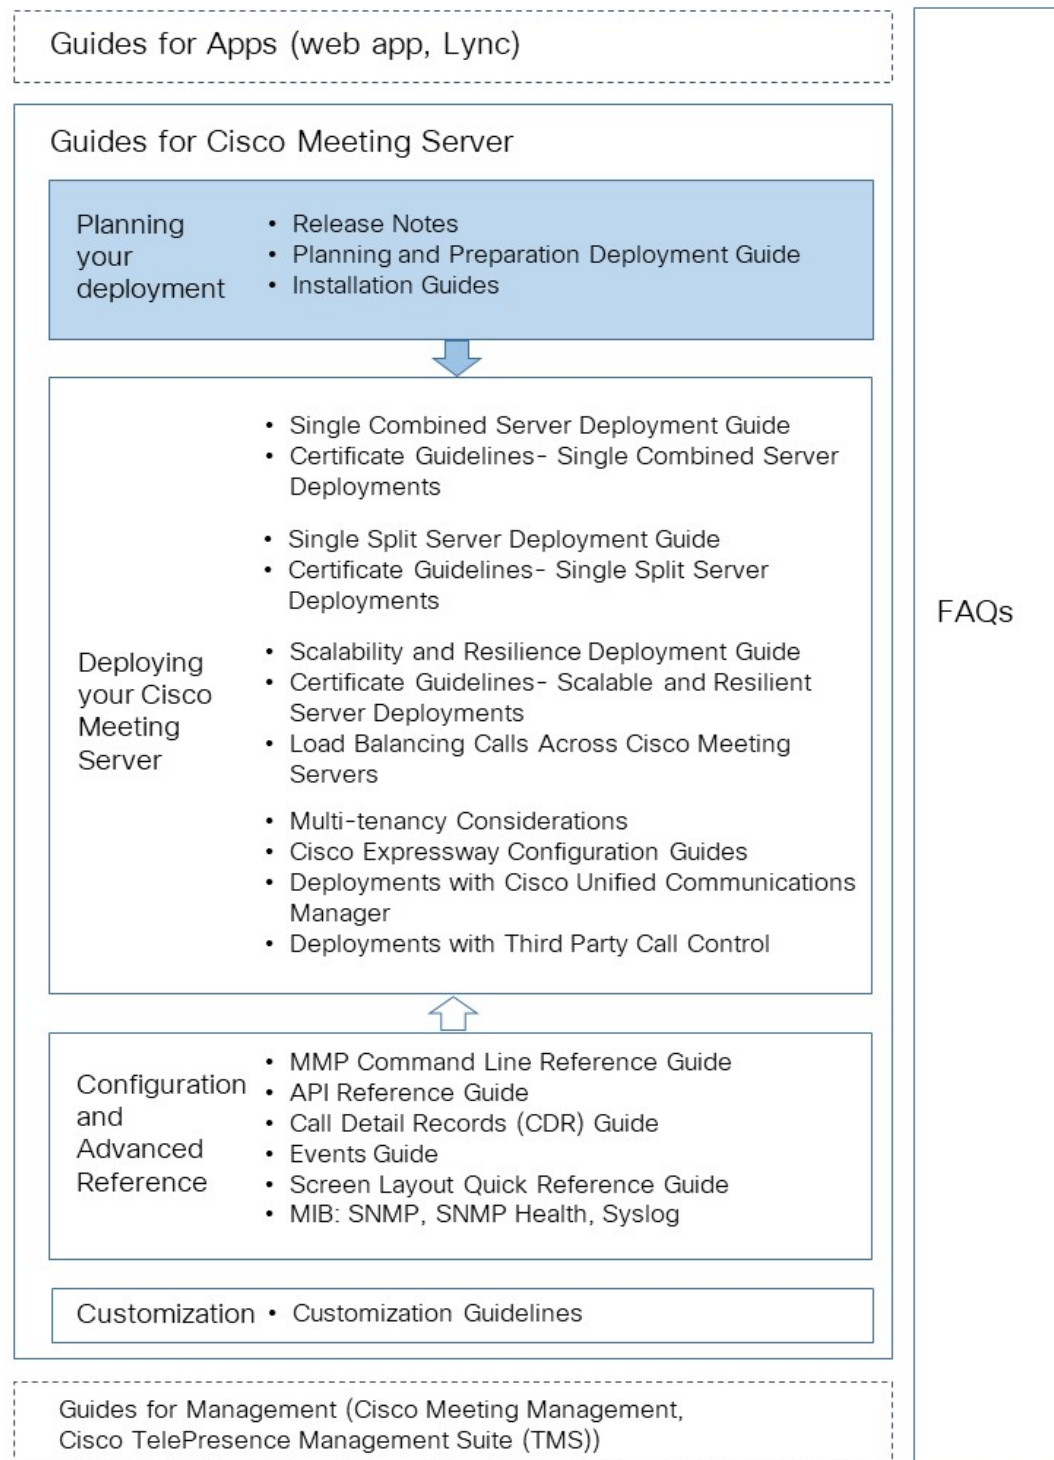 Guides for Apps (web app, Lync)
Guides for Cisco Meeting Server
Planning
your
deployment
• Release Notes
• Planning and Preparation Deployment Guide
• Installation Guides
Deploying
your Cisco
Meeting
Server
• Single Combined Server Deployment Guide
• Certificate Guidelines- Single Combined Server
Deployments
• Single Split Server Deployment Guide
• Certificate Guidelines- Single Split Server
Deployments
• Scalability and Resilience Deployment Guide
• Certificate Guidelines- Scalable and Resilient
Server Deployments
• Load Balancing Calls Across Cisco Meeting
Servers
• Multi-tenancy Considerations
• Cisco Expressway Configuration Guides
• Deployments with Cisco Unified Communications
Manager
• Deployments with Third Party Call Control
Configuration
and
Advanced
Reference
• MMP Command Line Reference Guide
• API Reference Guide
• Call Detail Records (CDR) Guide
• Events Guide
• Screen Layout Quick Reference Guide
• MIB: SNMP, SNMP Health, Syslog
Customization • Customization Guidelines
Guides for Management (Cisco Meeting Management,
Cisco TelePresence Management Suite (TMS))
FAQs